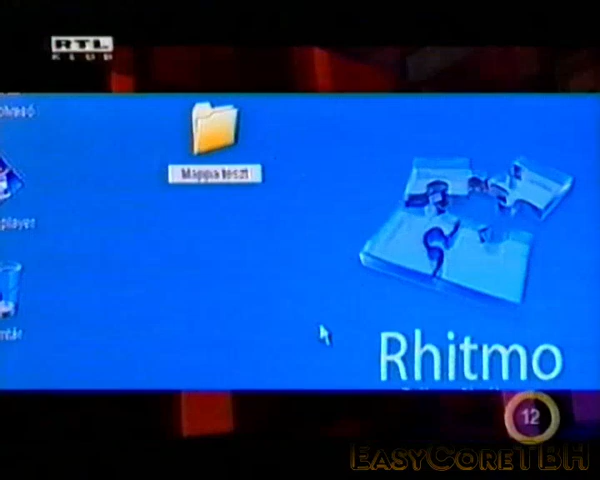 RTL
KLUB
Mappa teszt
player
Rhitmo
12
EASYCORETBH